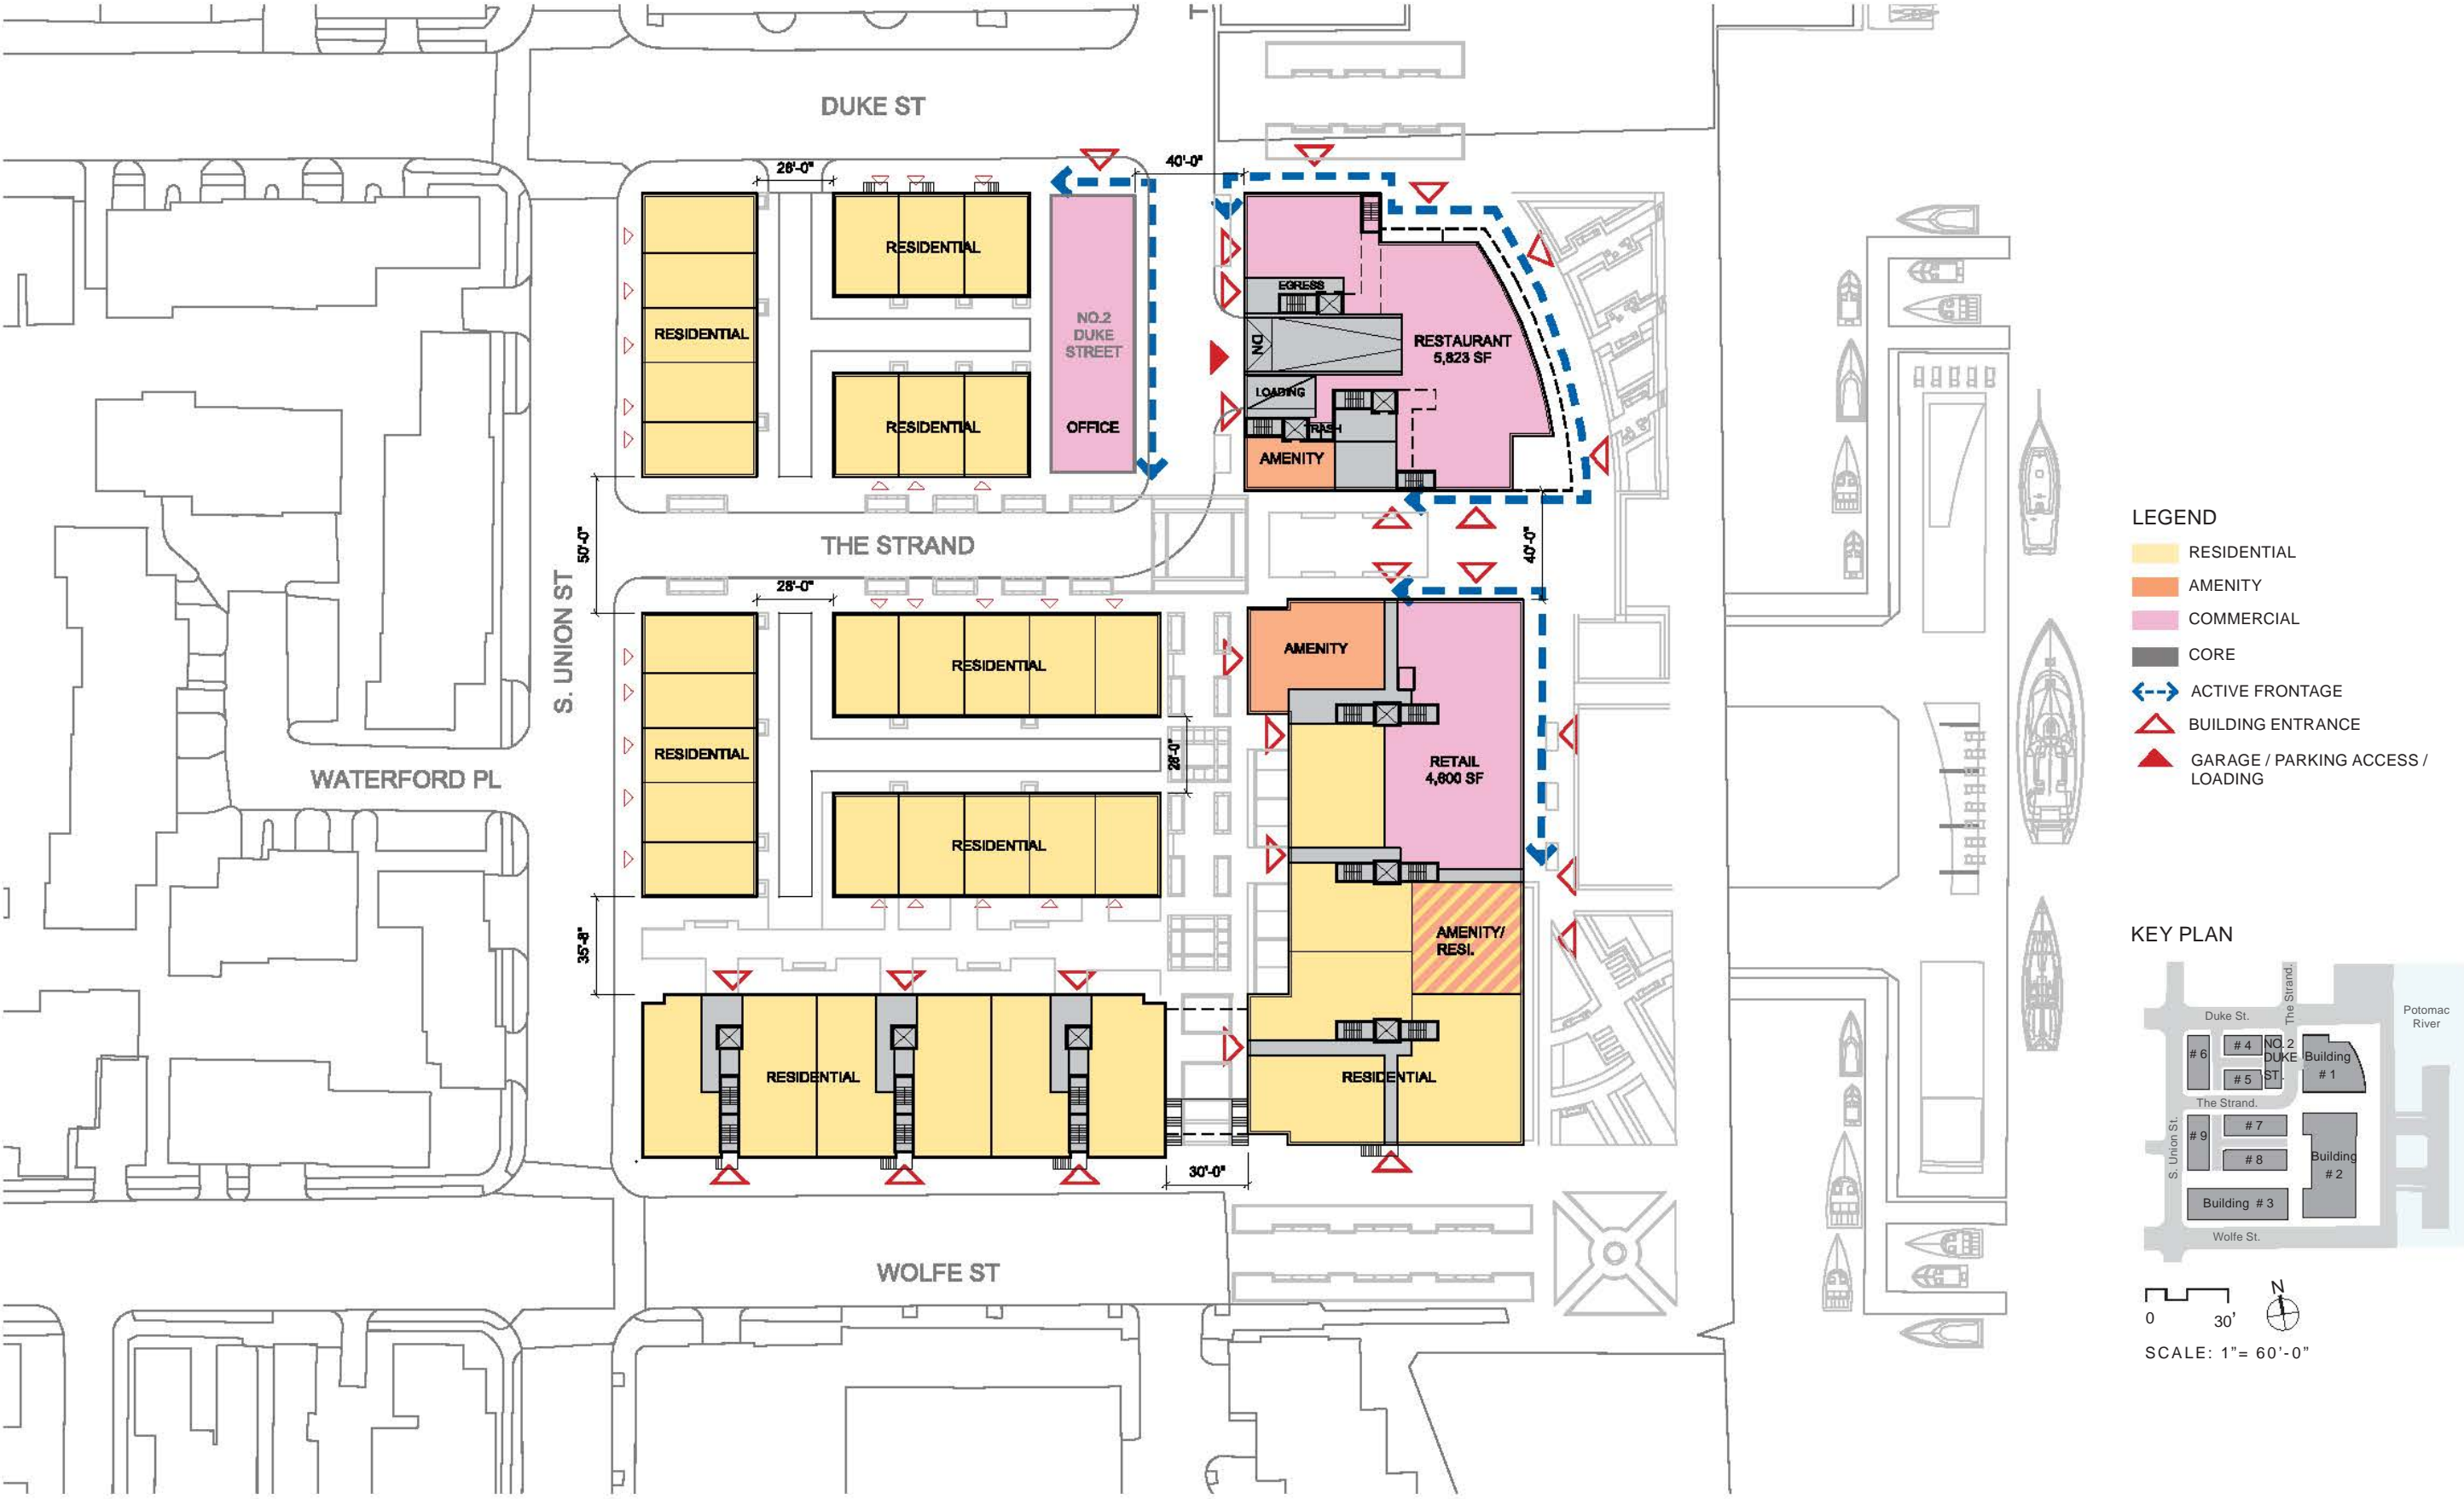 T
DUKE ST
26'-0"
40'-0"
RESIDENTIAL
RESIDENTIAL
RESIDENTIAL
NO.2
DUKE
STREET
OFFICE
EGRESS
DN
RESTAURANT
5,823 SF
LOADING
TRASH
AMENITY
50'-0"
THE STRAND
40'-0"
S. UNION ST
28'-0"
RESIDENTIAL
AMENITY
RESIDENTIAL
28'-0"
RETAIL
4,600 SF
WATERFORD PL
RESIDENTIAL
35'-8"
AMENITY/
RESI.
RESIDENTIAL
RESIDENTIAL
30'-0"
WOLFE ST
LEGEND
RESIDENTIAL
AMENITY
COMMERCIAL
CORE
ACTIVE FRONTAGE
BUILDING ENTRANCE
GARAGE / PARKING ACCESS /
LOADING
KEY PLAN
The Strand.
Duke St.
Potomac
River
# 6
# 4
NO. 2
DUKE
ST.
# 5
Building
# 1
The Strand.
S. Union St.
# 9
# 7
# 8
Building
# 2
Building # 3
Wolfe St.
0
30'
N
SCALE: 1"= 60'-0"